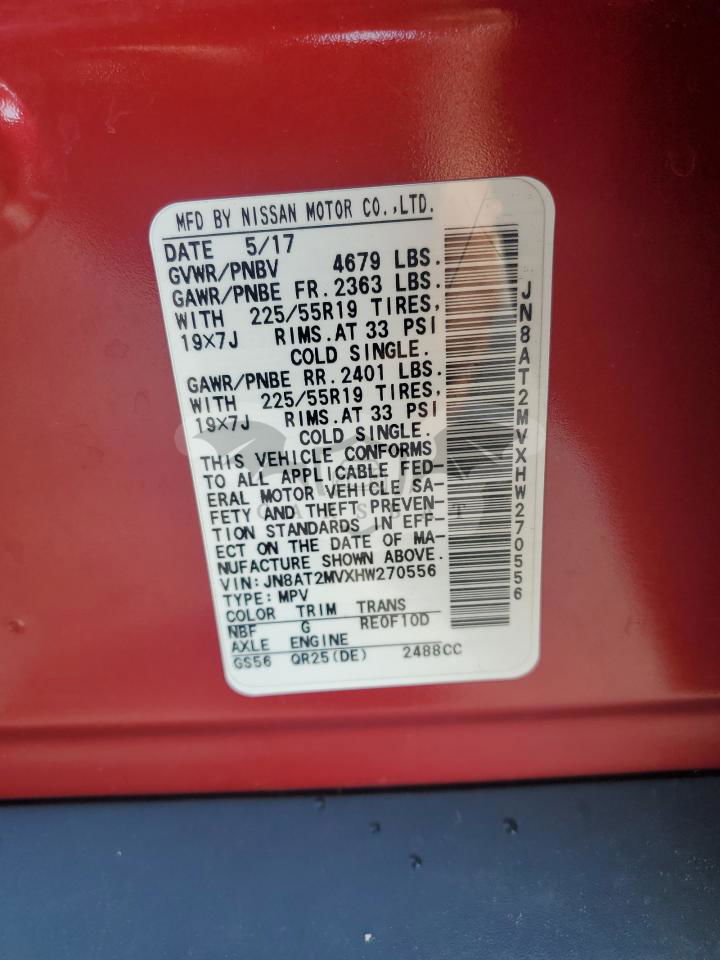 MFD BY NISSAN MOTOR CO.,LTD.
DATE 5/17
GVWR/PNBV 4679 LBS.
GAWR/PNBE FR. 2363 LBS.
WITH 225/55R19 TIRES,
19×7J RIMS.AT 33 PSI
COLD SINGLE.
GAWR/PNBE RR. 2401 LBS.
WITH 225/55R19 TIRES,
19×7J RIMS.AT 33 PSI
COLD SINGLE.
THIS VEHICLE CONFORMS
TO ALL APPLICABLE FED-
ERAL MOTOR VEHICLE SA-
FETY AND THEFT PREVEN-
TION STANDARDS IN EFF-
ECT ON THE DATE OF MA-
NUFACTURE SHOWN ABOVE.
VIN:JN8AT2MVXHW270556
TYPE:MPV
COLOR TRIM TRANS
NBF G RE0F10D
AXLE ENGINE
GS56 QR25(DE) 2488CC
JN8AT2MVXHW270556